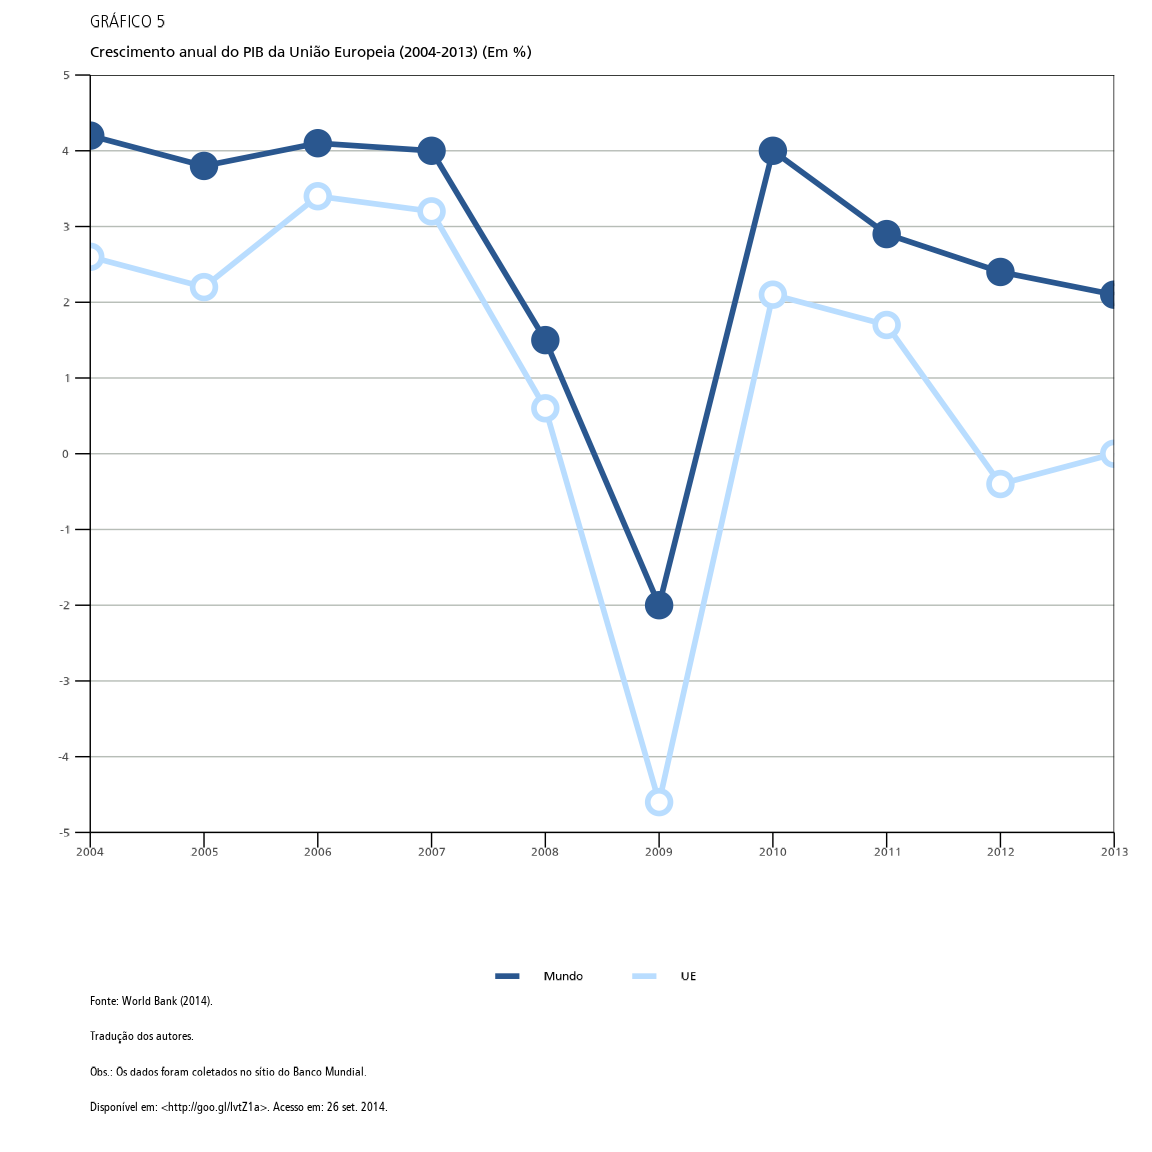 GRÁFICO 5
Crescimento anual do PIB da União Europeia (2004-2013) (Em %)
5
4
3
2
1
0
-1
-2
-3
-4
-5
2004 2005 2006 2007 2008 2009 2010 2011 2012 2013
Mundo UE
Fonte: World Bank (2014).
Tradução dos autores.
Obs.: Os dados foram coletados no sítio do Banco Mundial.
Disponível em: <http://goo.gl/lvtZ1a>. Acesso em: 26 set. 2014.